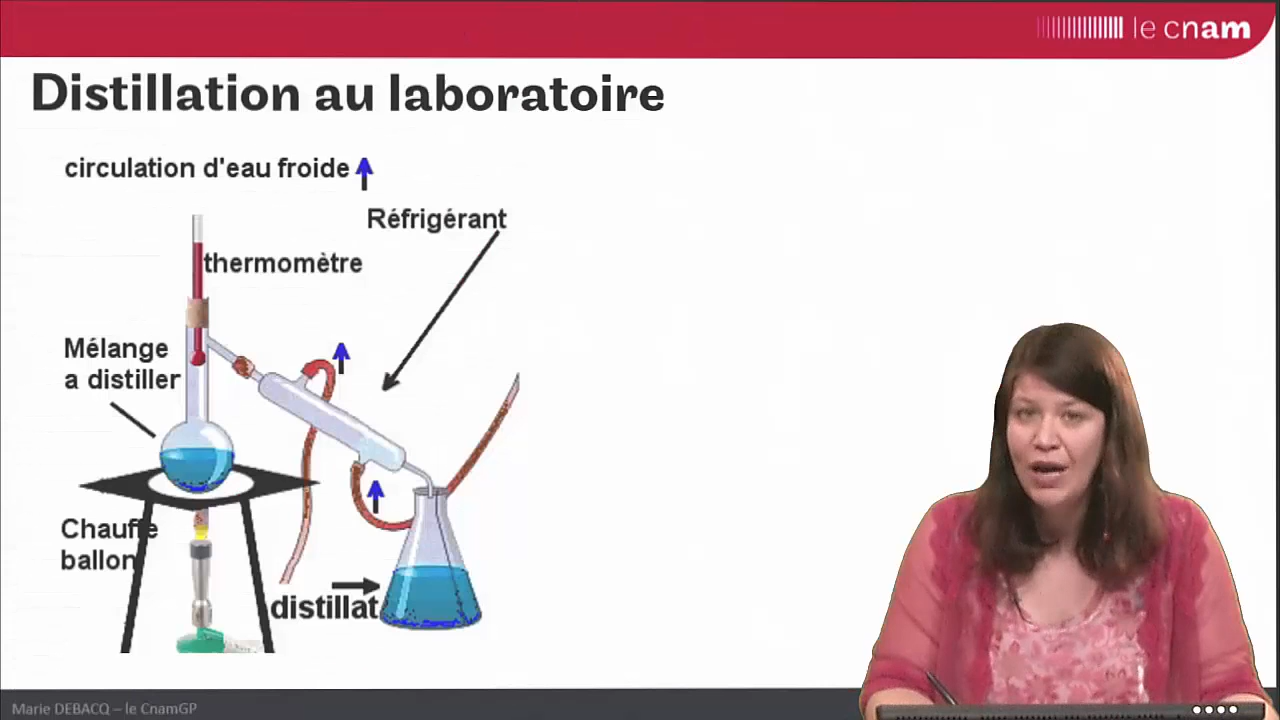 le cnam
Distillation au laboratoire
circulation d'eau froide
Réfrigérant
thermomètre
Mélange
a distiller
Chauffe
ballon
distillat
Marie DEBACQ – le CnamGP